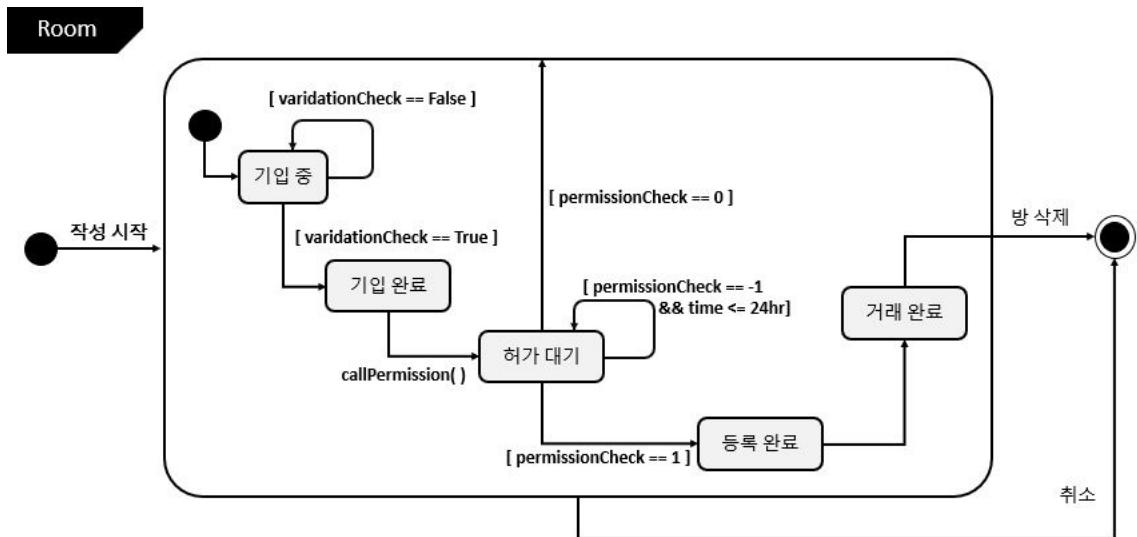 Room
[ varidationCheck == False ]
기입 중
[ permissionCheck == 0 ]
작성 시작
방 삭제
[ varidationCheck == True ]
기입 완료
[ permissionCheck == -1
&& time <= 24hr]
거래 완료
허가 대기
callPermission( )
등록 완료
[ permissionCheck == 1 ]
취소